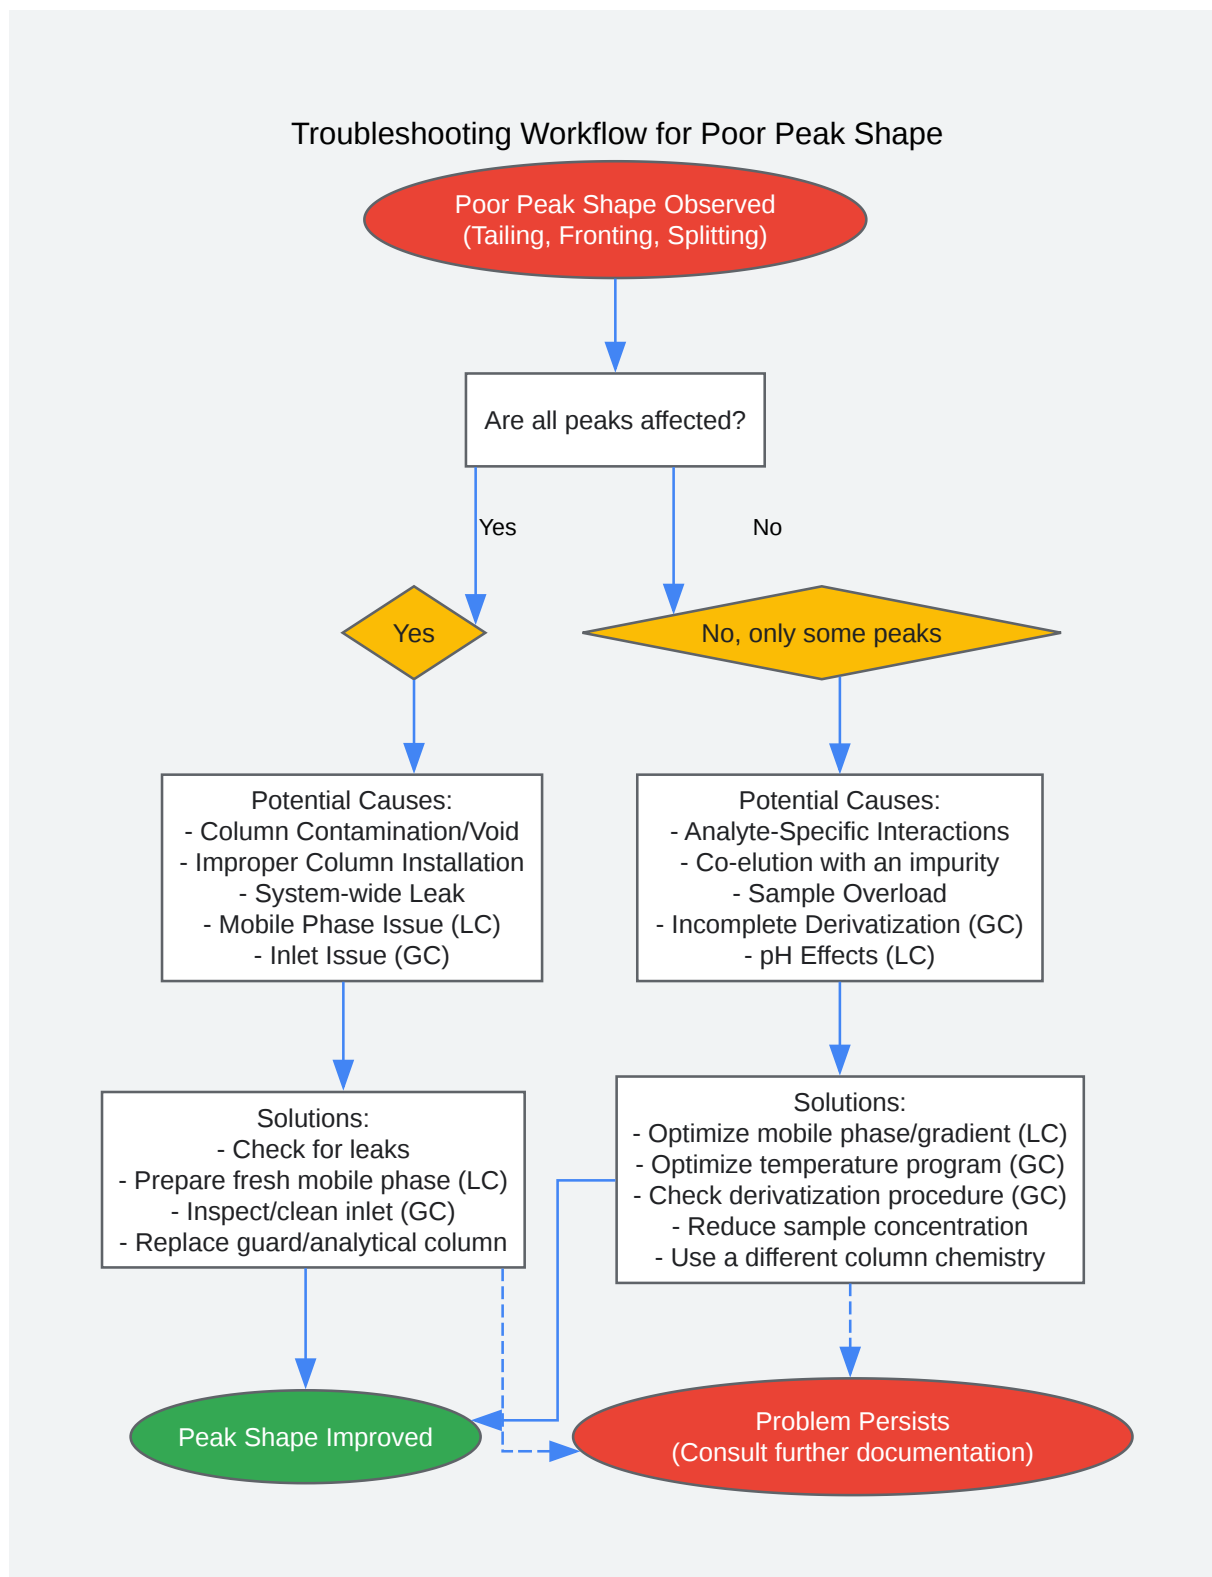 Troubleshooting Workflow for Poor Peak Shape
Poor Peak Shape Observed
(Tailing, Fronting, Splitting)
Are all peaks affected?
Yes
No
Yes
No, only some peaks
Potential Causes:
- Column Contamination/Void
- Improper Column Installation
- System-wide Leak
- Mobile Phase Issue (LC)
- Inlet Issue (GC)
Potential Causes:
- Analyte-Specific Interactions
- Co-elution with an impurity
- Sample Overload
- Incomplete Derivatization (GC)
- pH Effects (LC)
Solutions:
- Check for leaks
- Prepare fresh mobile phase (LC)
- Inspect/clean inlet (GC)
- Replace guard/analytical column
Solutions:
- Optimize mobile phase/gradient (LC)
- Optimize temperature program (GC)
- Check derivatization procedure (GC)
- Reduce sample concentration
- Use a different column chemistry
Peak Shape Improved
Problem Persists
(Consult further documentation)